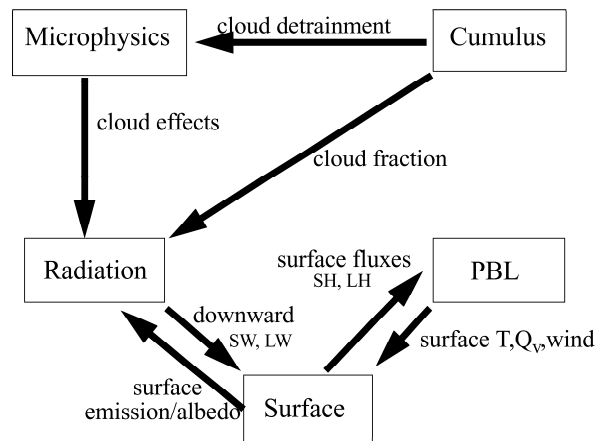 cloud detrainment
Microphysics
Cumulus
cloud effects
cloud fraction
Radiation
surface fluxes
SH, LH
PBL
downward
SW, LW
surface T,Qv,wind
surface
emission/albedo
Surface